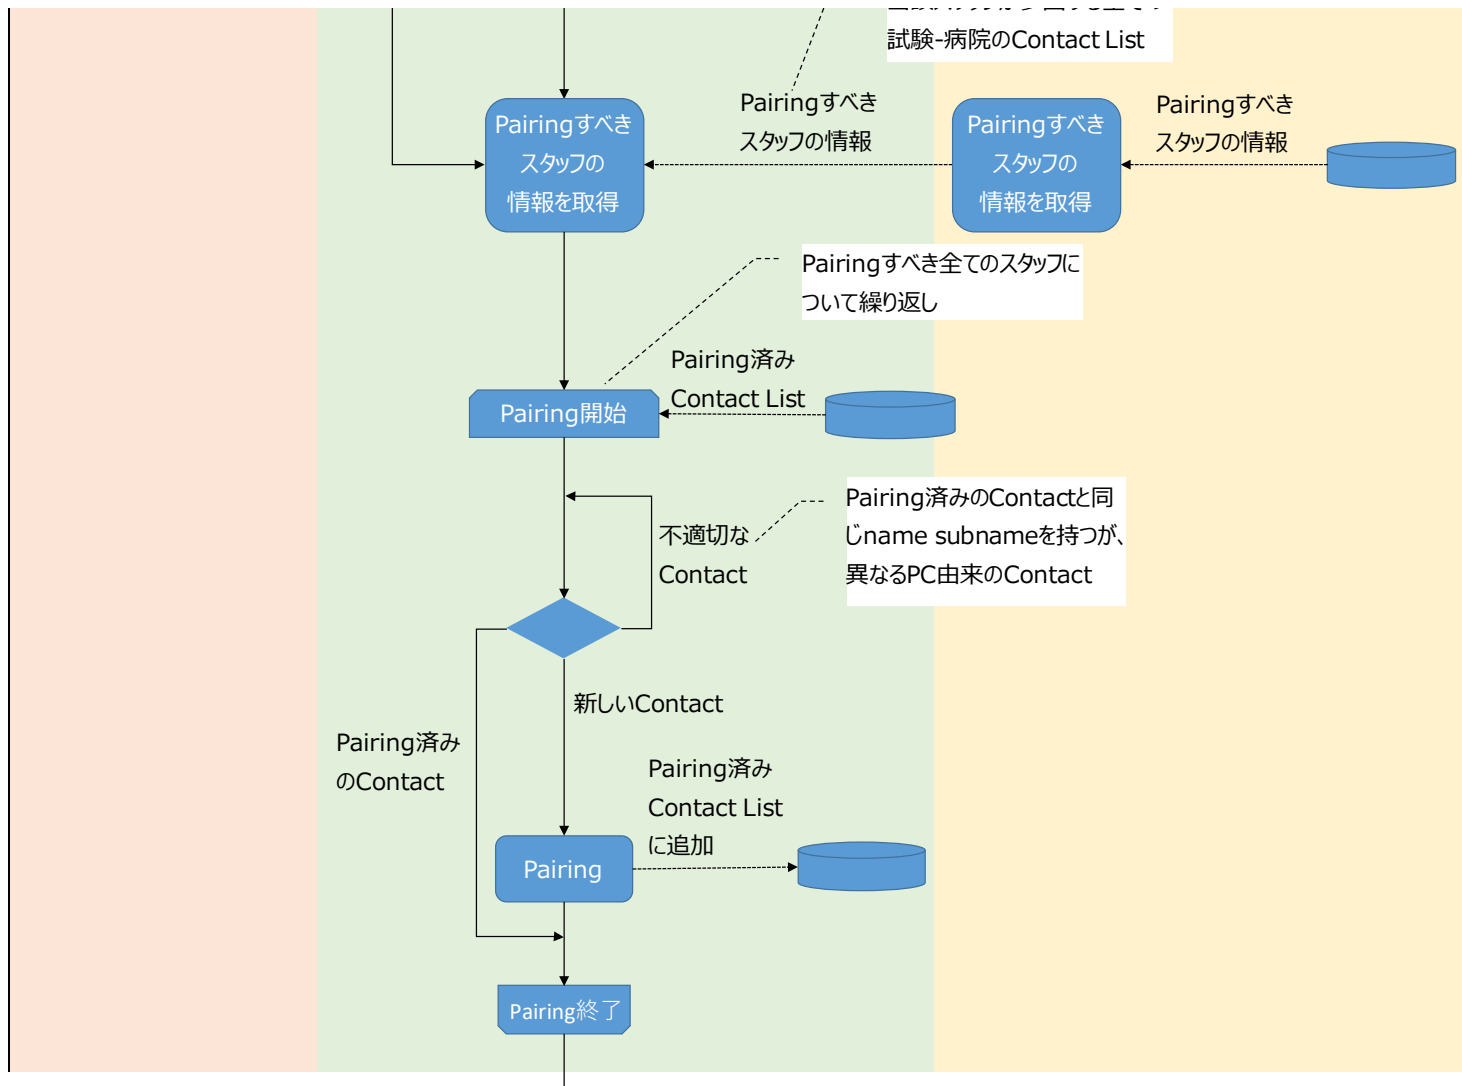 試験-病院のContact List
Pairingすべき
スタッフの情報
Pairingすべき
スタッフの情報
Pairingすべき
スタッフの
情報を取得
Pairingすべき
スタッフの
情報を取得
Pairingすべき全てのスタッフに
ついて繰り返し
Pairing済み
Contact List
Pairing開始
Pairing済みのContactと同
じname subnameを持つが、
異なるPC由来のContact
不適切な
Contact
新しいContact
Pairing済み
のContact
Pairing済み
Contact List
に追加
Pairing
Pairing終了